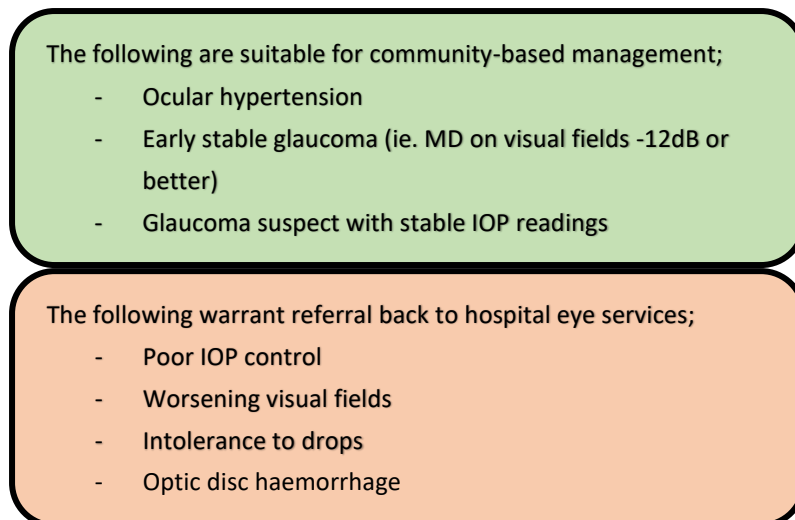 The following are suitable for community-based management;
- Ocular hypertension
- Early stable glaucoma (ie. MD on visual fields -12dB or
better)
- Glaucoma suspect with stable IOP readings
The following warrant referral back to hospital eye services;
- Poor IOP control
- Worsening visual fields
- Intolerance to drops
- Optic disc haemorrhage